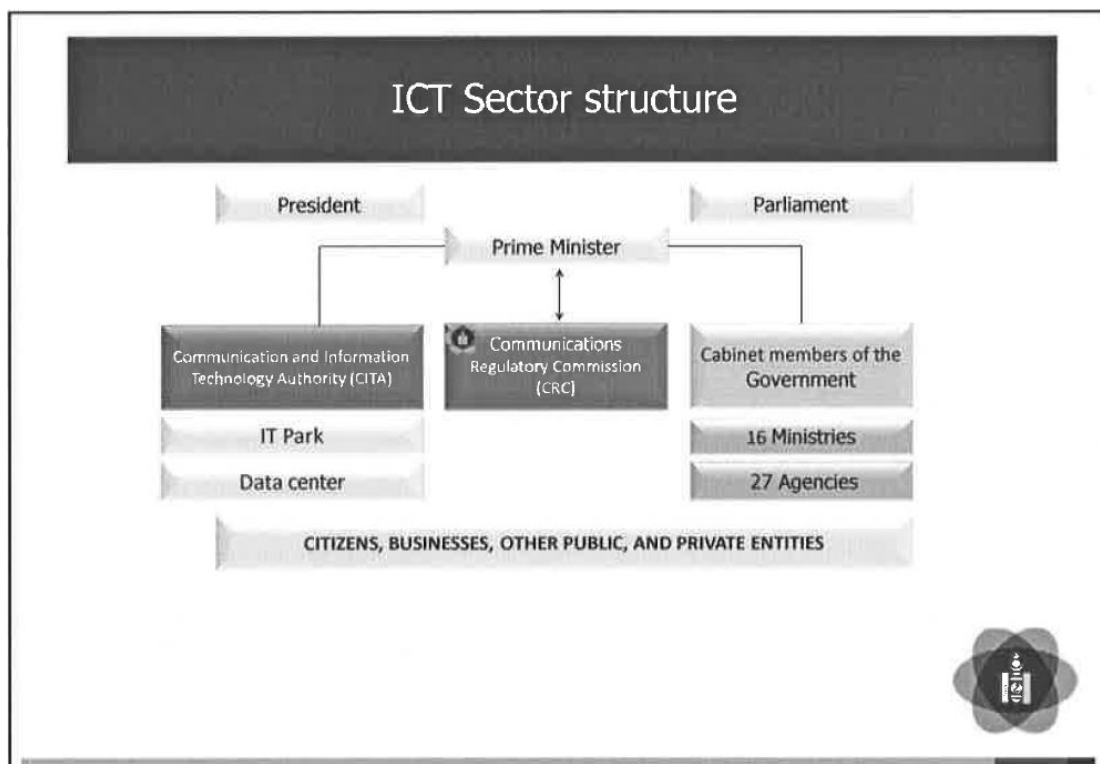 ICT Sector structure
President
Parliament
Prime Minister
Communication and Information
Technology Authority (CITA)
Communications
Regulatory Commission
(CRC)
Cabinet members of the
Government
IT Park
16 Ministries
Data center
27 Agencies
CITIZENS, BUSINESSES, OTHER PUBLIC, AND PRIVATE ENTITIES